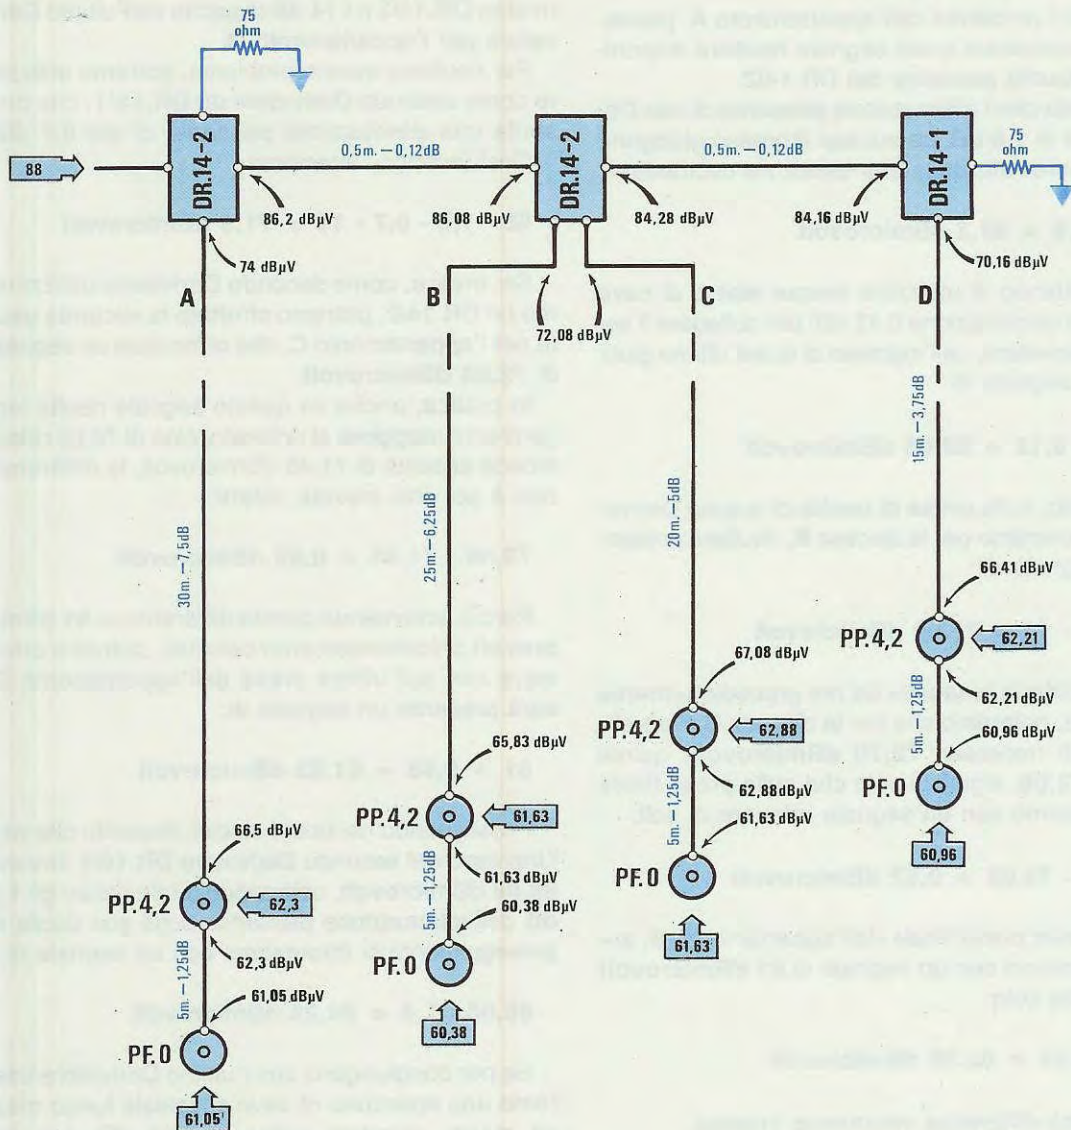 75
ohm
DR.14-2
88
86,2 dBµV
74 dBµV
0,5m.–0,12dB
86,08 dBµV
DR.14-2
84,28 dBµV
72,08 dBµV
0,5m.–0,12dB
84,16 dBµV
DR.14-1
75
ohm
70,16 dBµV
A
B
C
D
30m.–7,5dB
66,5 dBµV
PP.4,2
62,3
62,3 dBµV
5m.–1,25dB
61,05 dBµV
PF.0
61,05
25m.–6,25dB
65,83 dBµV
PP.4,2
61,63
61,63 dBµV
5m.–1,25dB
60,38 dBµV
PF.0
60,38
20m.–5dB
67,08 dBµV
PP.4,2
62,88
62,88dBµV
5m.–1,25dB
61,63 dBµV
PF.0
61,63
15m.–3,75dB
66,41 dBµV
PP.4,2
62,21
62,21 dBµV
5m.–1,25dB
60,96 dBµV
PF.0
60,96